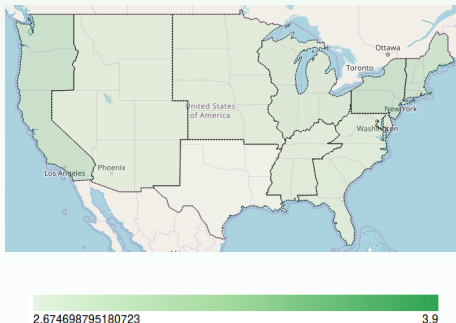 Ottawa
Toronto
United States
of America
New York
Washington
Phoenix
Los Angeles
2.674698795180723 3.9